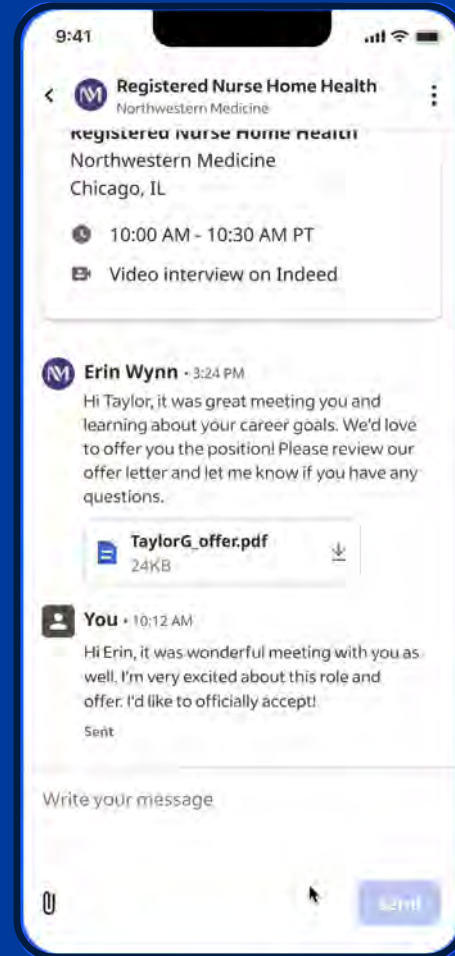 9:41
Registered Nurse Home Health
Northwestern Medicine
Registered Nurse Home Health
Northwestern Medicine
Chicago, IL
10:00 AM - 10:30 AM PT
Video interview on Indeed
Erin Wynn · 3:24 PM
Hi Taylor, it was great meeting you and
learning about your career goals. We'd love
to offer you the position! Please review our
offer letter and let me know if you have any
questions.
TaylorG_offer.pdf
24KB
You · 10:12 AM
Hi Erin, it was wonderful meeting with you as
well. I'm very excited about this role and
offer. I'd like to officially accept!
Sent
Write your message
Send